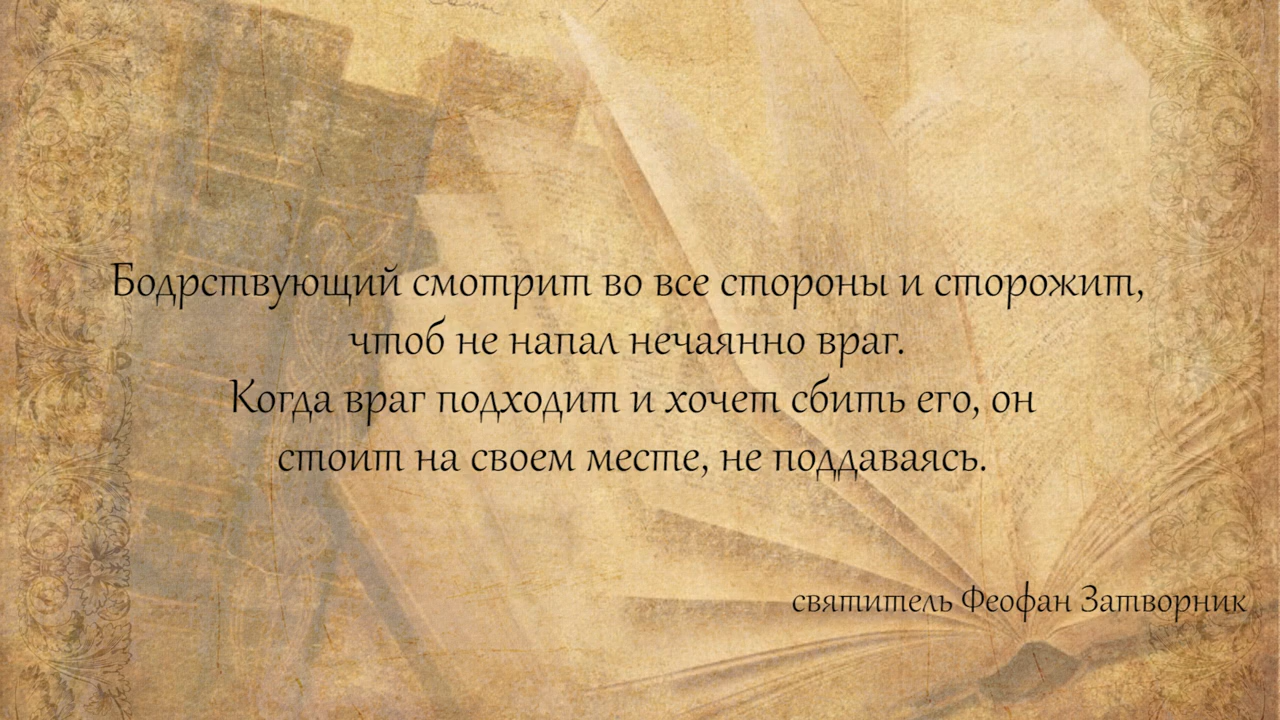 Бодрствующий смотрит во все стороны и сторожит,
чтоб не напал нечаянно враг.
Когда враг подходит и хочет сбить его, он
стоит на своем месте, не поддаваясь.
святитель Феофан Затворник